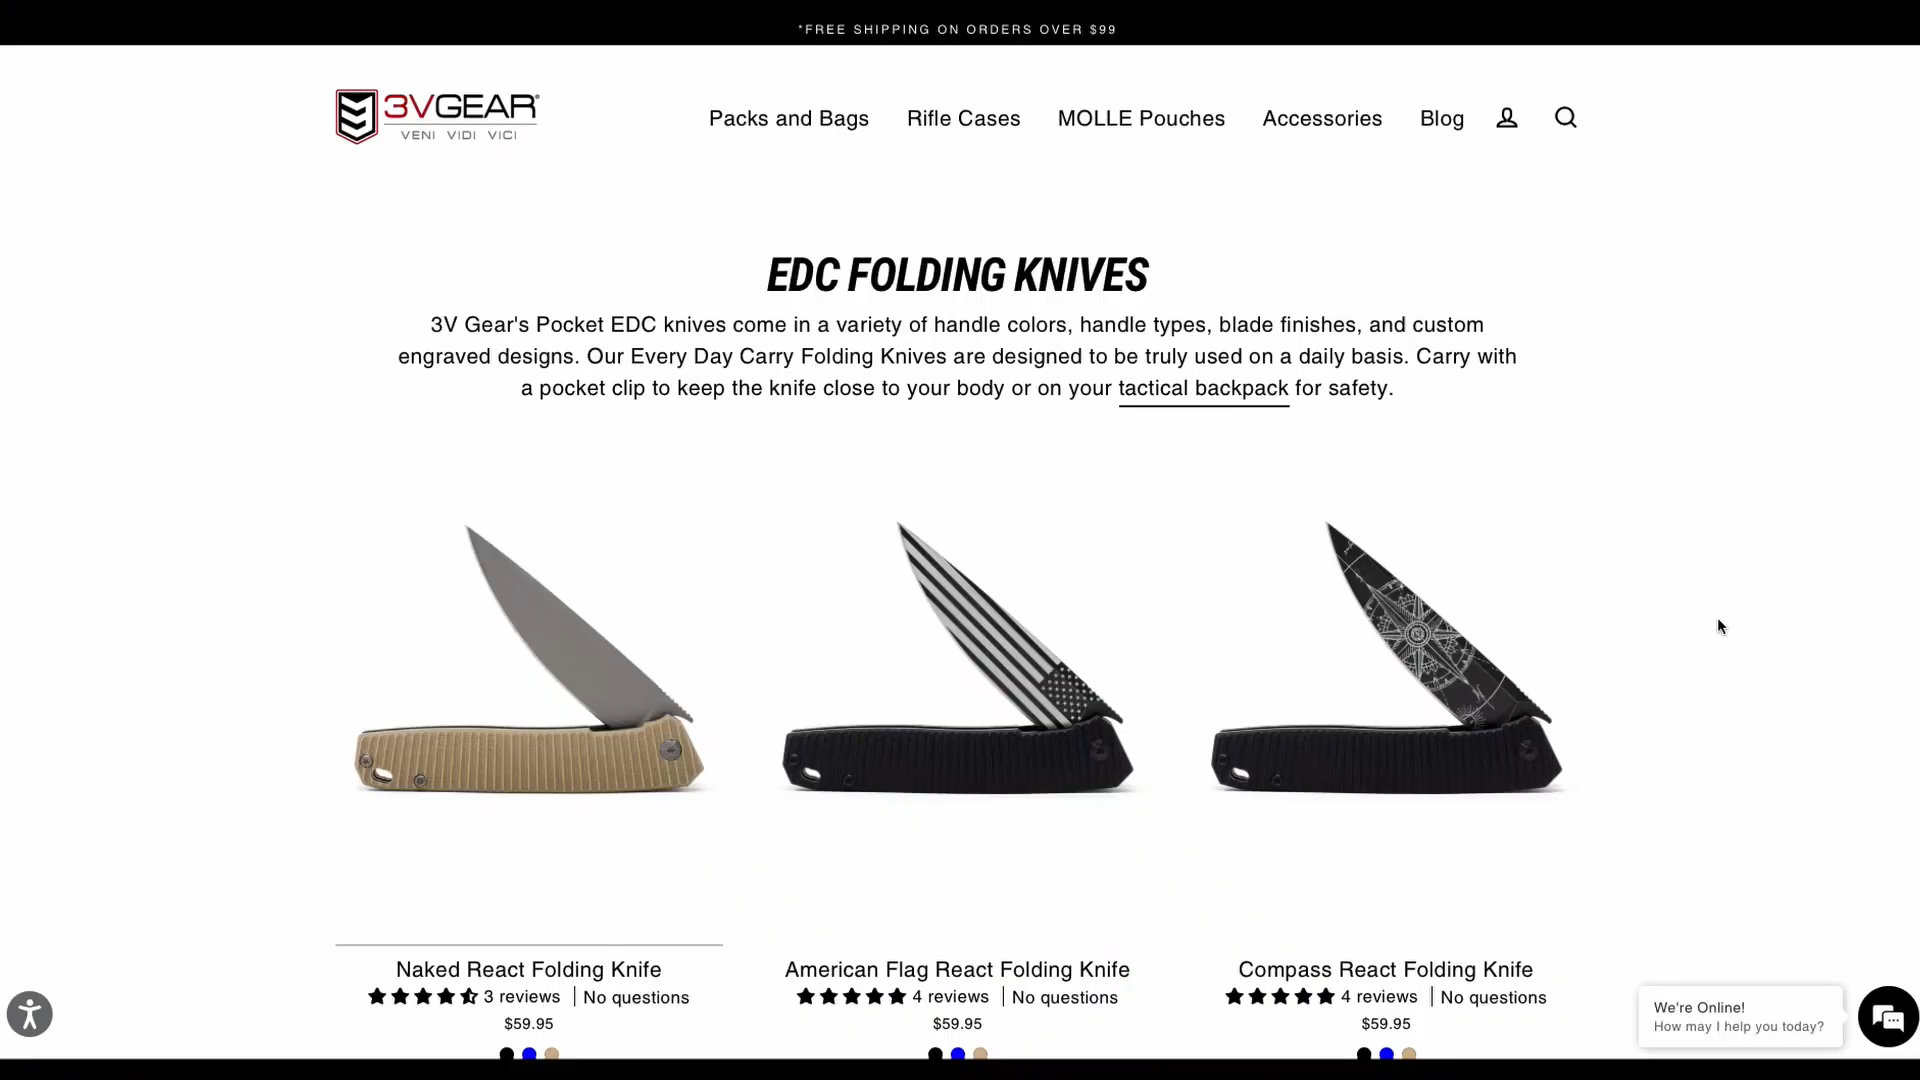 *FREE SHIPPING ON ORDERS OVER $99
3VGEAR®
VENI VIDI VICI
Packs and Bags
Rifle Cases
MOLLE Pouches
Accessories
Blog
EDC FOLDING KNIVES
3V Gear's Pocket EDC knives come in a variety of handle colors, handle types, blade finishes, and custom
engraved designs. Our Every Day Carry Folding Knives are designed to be truly used on a daily basis. Carry with
a pocket clip to keep the knife close to your body or on your tactical backpack for safety.
Naked React Folding Knife
3 reviews | No questions
$59.95
American Flag React Folding Knife
4 reviews | No questions
$59.95
Compass React Folding Knife
4 reviews | No questions
$59.95
We're Online!
How may I help you today?